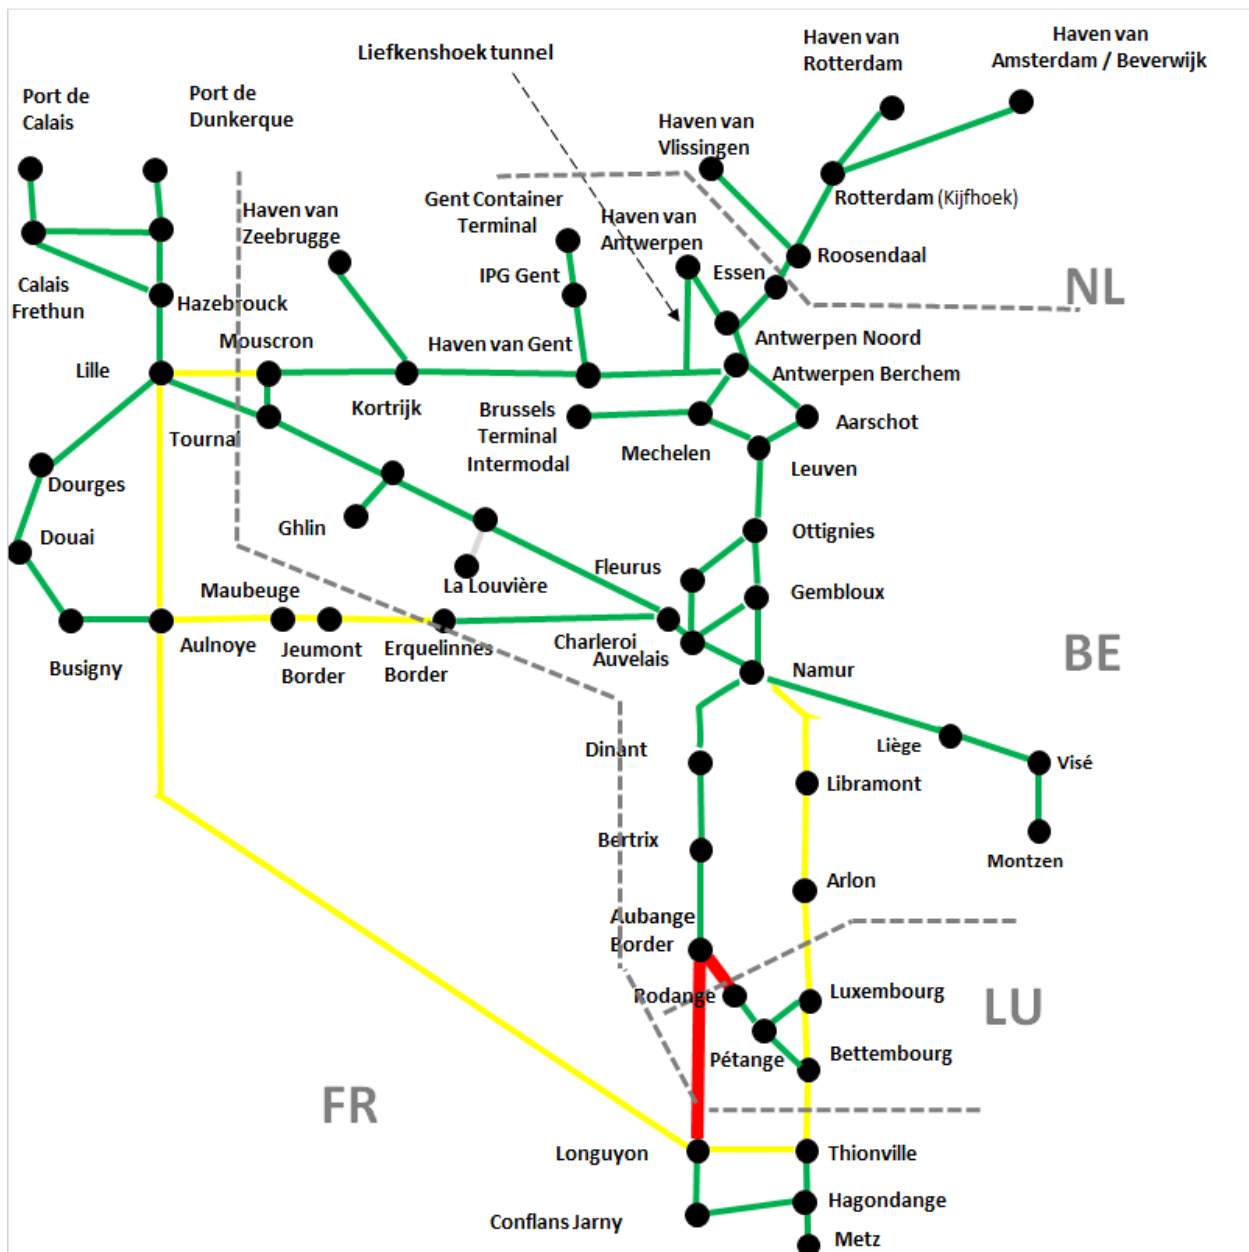 Haven van
Rotterdam
Haven van
Amsterdam / Beverwijk
Liefkenshoek tunnel
Port de
Calais
Port de
Dunkerque
Haven van
Vlissingen
Gent Container
Terminal
Haven van
Zeebrugge
Haven van
Antwerpen
Rotterdam (Kijfhoek)
Roosendaal
Essen
IPG Gent
NL
Calais
Frethun
Hazebrouck
Mouscron
Haven van Gent
Antwerpen Noord
Lille
Antwerpen Berchem
Kortrijk
Brussels
Terminal
Intermodal
Aarschot
Tournai
Mechelen
Leuven
Dourges
Ghlin
Ottignies
Douai
Fleurus
La Louvière
Maubeuge
Gembloux
Aulnoye
Jeumont
Border
Erquelinnes
Border
Charleroi
Auvelais
BE
Busigny
Namur
Dinant
Liège
Visé
Libramont
Bertrix
Montzen
Arlon
Aubange
Border
Rodange
Luxembourg
LU
Pétange
Bettembourg
FR
Longuyon
Thionville
Hagondange
Conflans Jarny
Metz